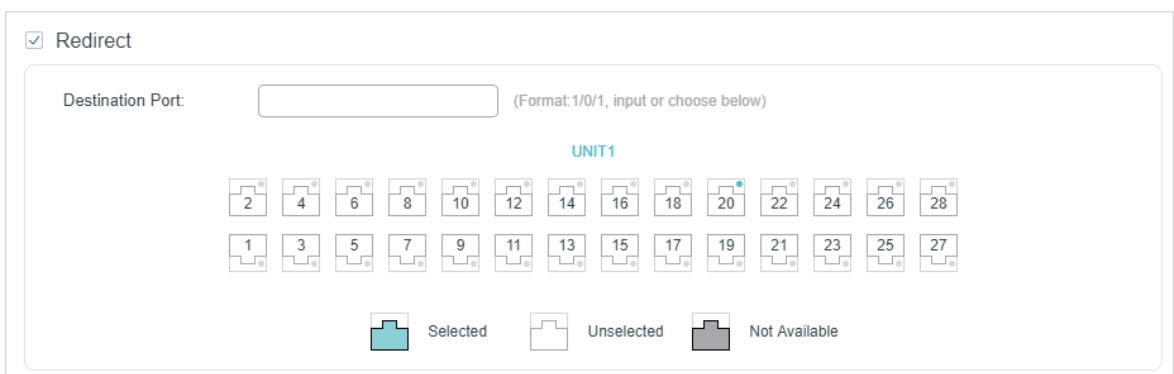 Redirect
Destination Port: (Format:1/0/1, input or choose below)
UNIT1
2 4 6 8 10 12 14 16 18 20 22 24 26 28
1 3 5 7 9 11 13 15 17 19 21 23 25 27
Selected Unselected Not Available